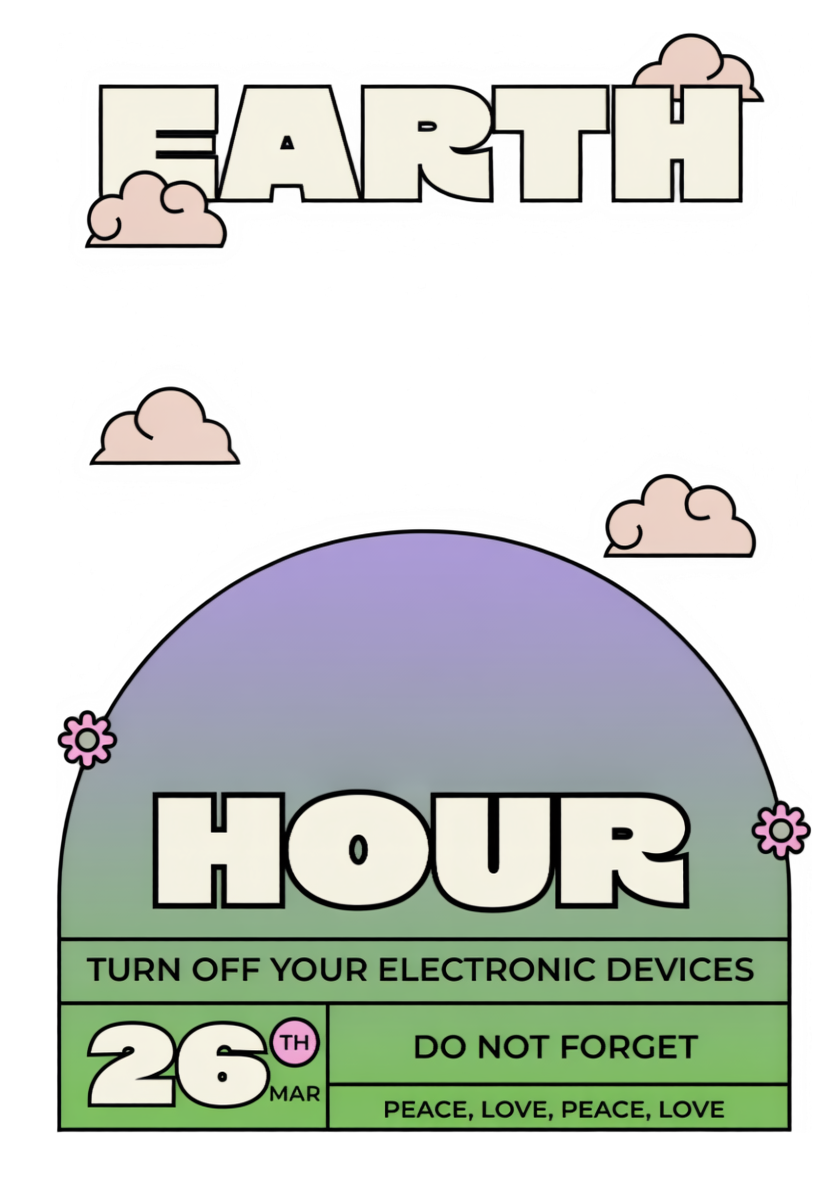 EARTH
HOUR
TURN OFF YOUR ELECTRONIC DEVICES
26TH MAR
DO NOT FORGET
PEACE, LOVE, PEACE, LOVE